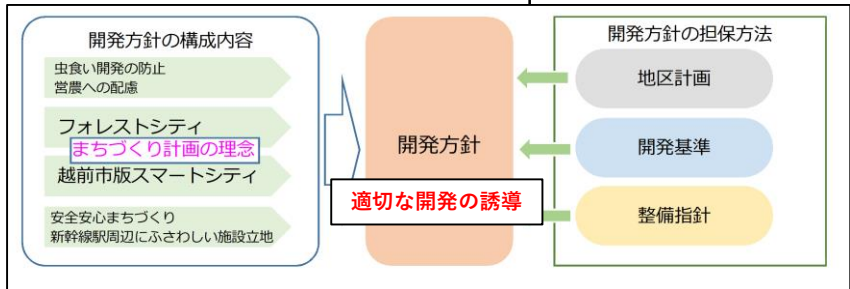 開発方針の構成内容
虫食い開発の防止
営農への配慮
フォレストシティ
まちづくり計画の理念
越前市版スマートシティ
安全安心まちづくり
新幹線駅周辺にふさわしい施設立地
開発方針
適切な開発の誘導
開発方針の担保方法
地区計画
開発基準
整備指針